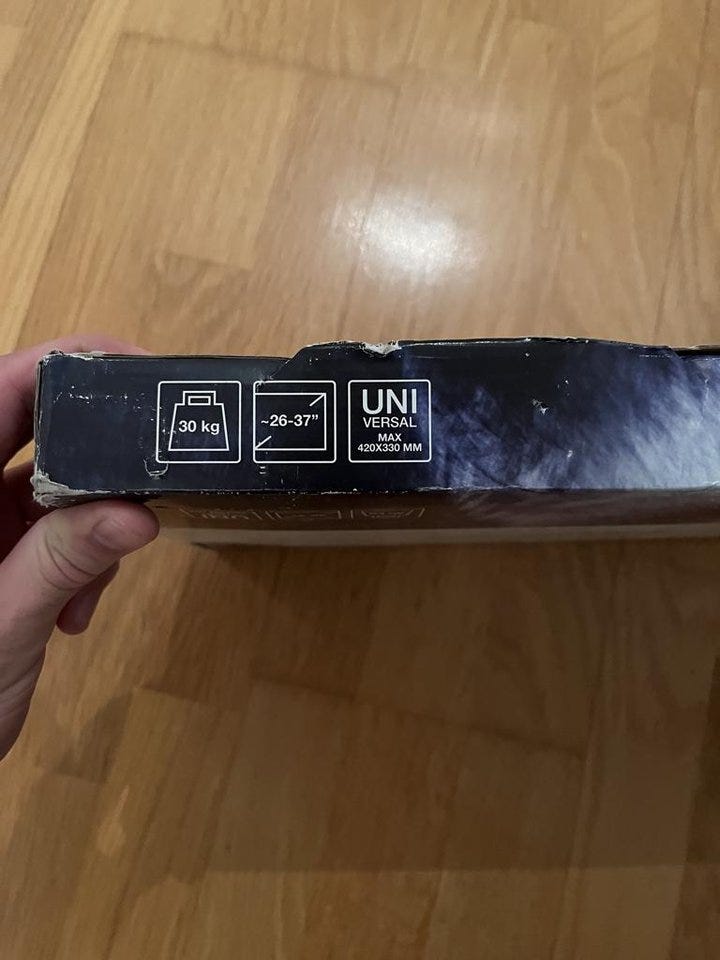 30 kg
~26-37”
UNI
VERSAL
MAX
420X330 MM